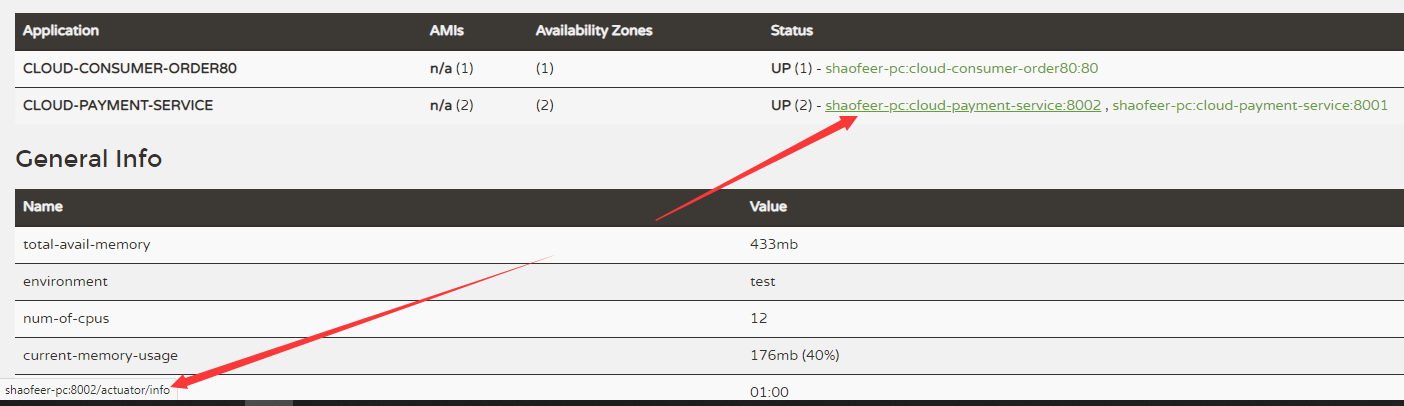 Application AMIs Availability Zones Status
CLOUD-CONSUMER-ORDER80 n/a (1) (1) UP (1) - shaofeer-pc:cloud-consumer-order80:80
CLOUD-PAYMENT-SERVICE n/a (2) (2) UP (2) - shaofeer-pc:cloud-payment-service:8002 , shaofeer-pc:cloud-payment-service:8001
General Info
Name Value
total-avail-memory 433mb
environment test
num-of-cpus 12
current-memory-usage 176mb (40%)
shaofeer-pc:8002/actuator/info 01:00